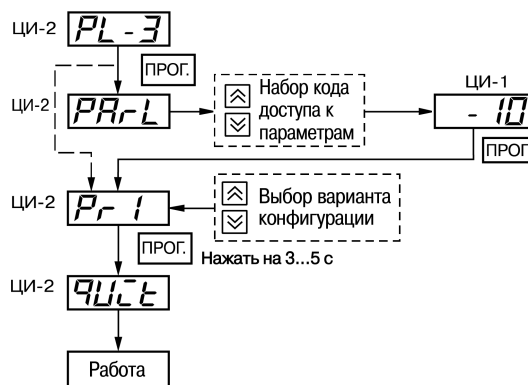 ЦИ-2 PL-3
ПРОГ.
ЦИ-2 PArL
Набор кода
доступа к
параметрам
ЦИ-1
-10
ПРОГ
ЦИ-2 Pr 1
Выбор варианта
конфигурации
ПРОГ.
Нажать на 3...5 с
ЦИ-2 quit
Работа